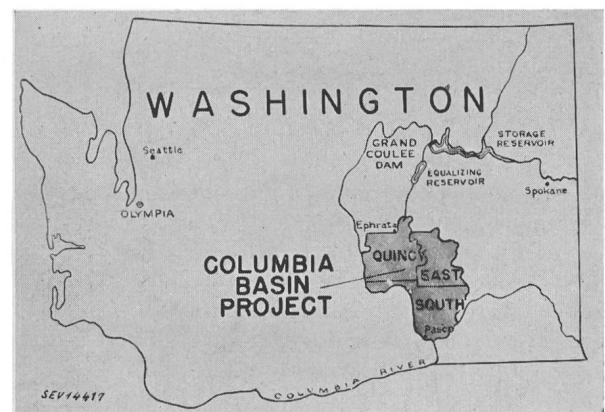 WASHINGTON
Seattle
OLYMPIA
GRAND
COULEE
DAM
STORAGE
RESERVOIR
EQUALIZING
RESERVOIR
Spokane
Ephrata
QUINCY
EAST
SOUTH
Pasco
COLUMBIA
BASIN
PROJECT
COLUMBIA RIVER
SEV14417